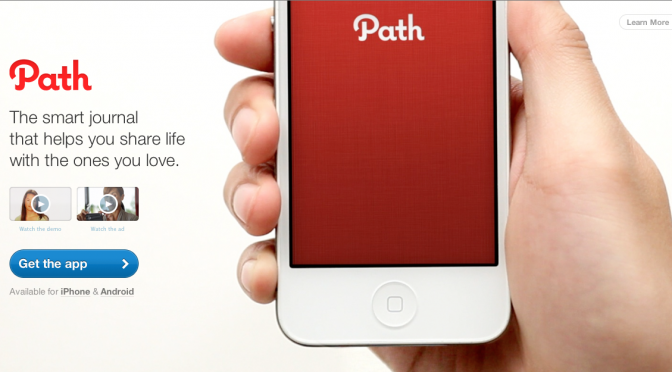 Path
Learn More
Path
The smart journal
that helps you share life
with the ones you love.
Watch the demo
Watch the ad
Get the app
Available for iPhone & Android